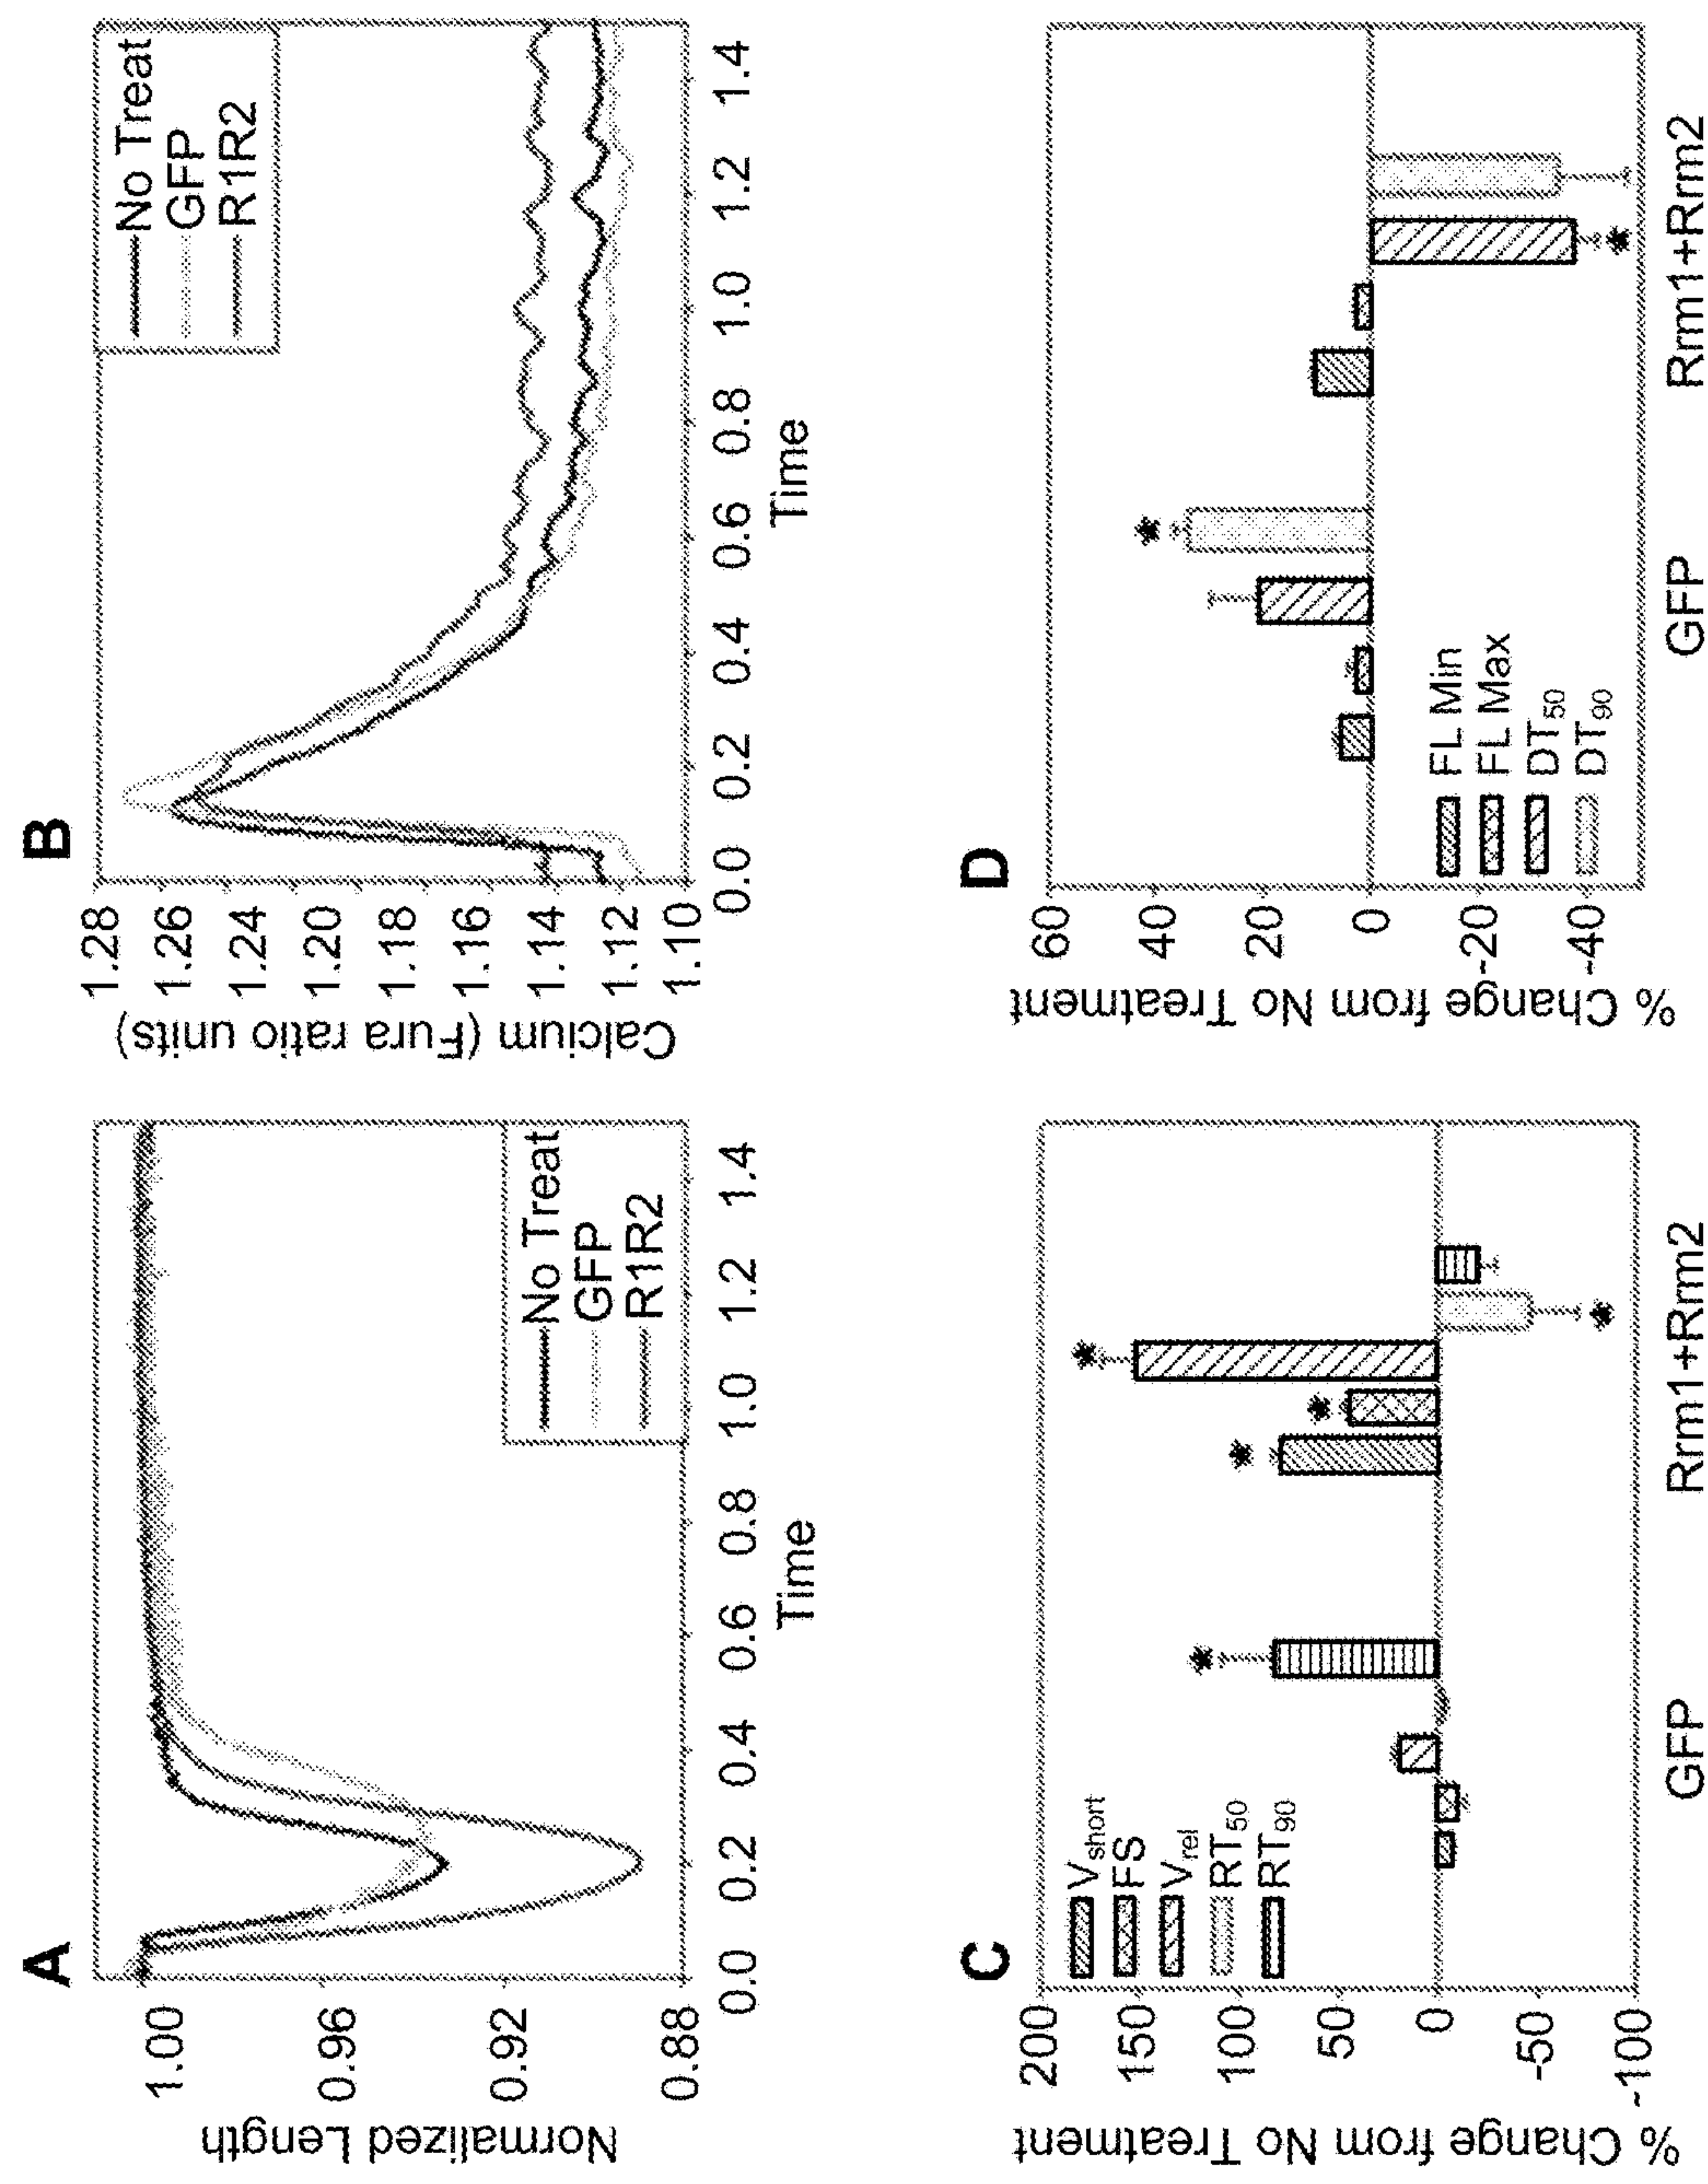 A
Normalized Length
1.00
0.96
0.92
0.88
0.0 0.2 0.4 0.6 0.8 1.0 1.2 1.4
Time
No Treat
GFP
R1R2
B
Calcium (Fura ratio units)
1.28
1.26
1.24
1.20
1.18
1.16
1.14
1.12
1.10
0.0 0.2 0.4 0.6 0.8 1.0 1.2 1.4
Time
No Treat
GFP
R1R2
C
% Change from No Treatment
200
150
100
50
0
-50
-100
Vshort
FS
Vrel
RT50
RT90
GFP Rrm1+Rrm2
D
% Change from No Treatment
60
40
20
0
-20
-40
FL Min
FL Max
DT50
DT90
GFP Rrm1+Rrm2